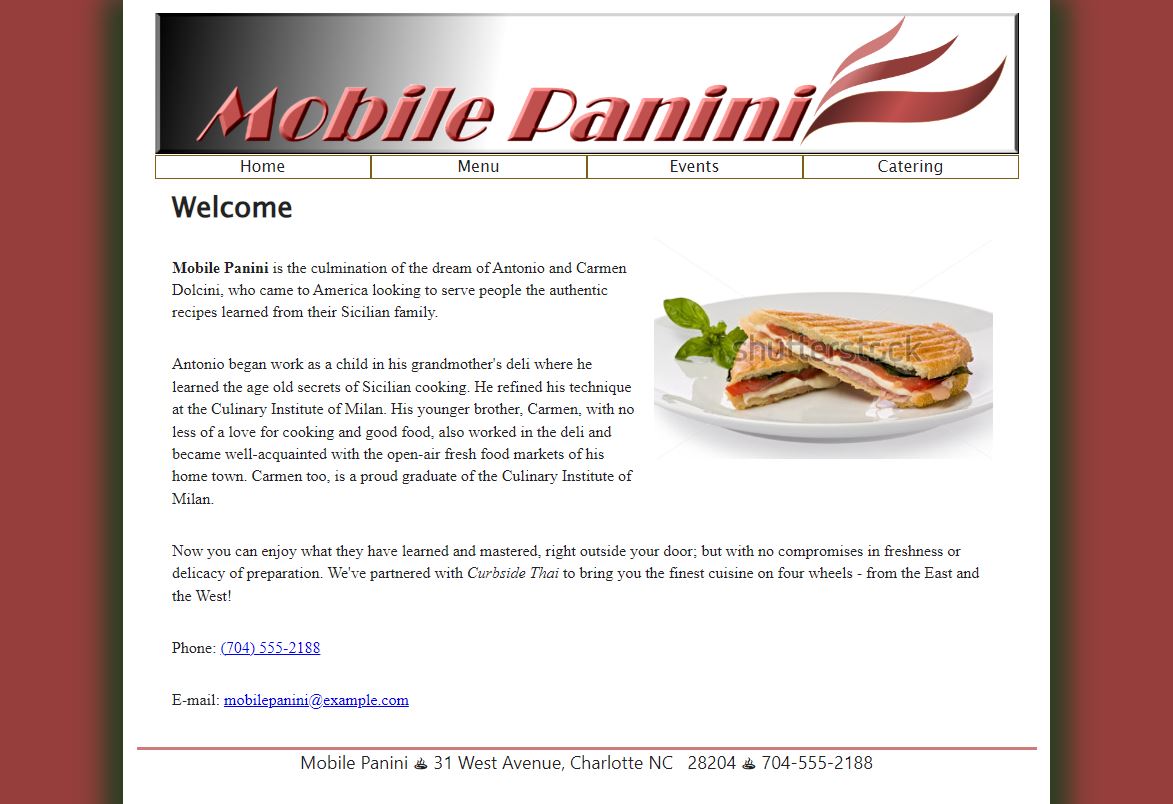 Mobile Panini
Home Menu Events Catering
Welcome
Mobile Panini is the culmination of the dream of Antonio and Carmen
Dolcini, who came to America looking to serve people the authentic
recipes learned from their Sicilian family.
shutterstock
Antonio began work as a child in his grandmother's deli where he
learned the age old secrets of Sicilian cooking. He refined his technique
at the Culinary Institute of Milan. His younger brother, Carmen, with no
less of a love for cooking and good food, also worked in the deli and
became well-acquainted with the open-air fresh food markets of his
home town. Carmen too, is a proud graduate of the Culinary Institute of
Milan.
Now you can enjoy what they have learned and mastered, right outside your door; but with no compromises in freshness or
delicacy of preparation. We've partnered with Curbside Thai to bring you the finest cuisine on four wheels - from the East and
the West!
Phone: (704) 555-2188
E-mail: mobilepanini@example.com
Mobile Panini ♨ 31 West Avenue, Charlotte NC   28204 ♨ 704-555-2188